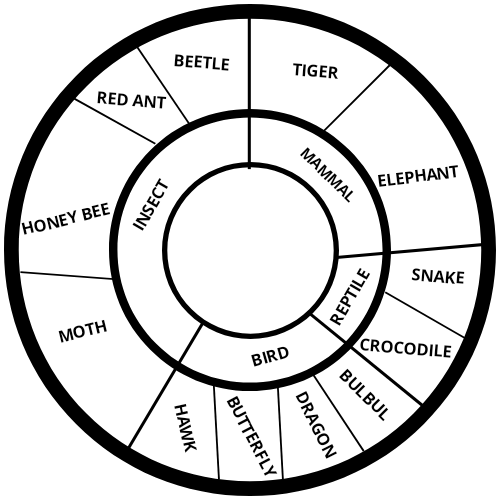 BEETLE
TIGER
RED ANT
ELEPHANT
HONEY BEE
SNAKE
MOTH
CROCODILE
HAWK
BUTTERFLY
DRAGON
BULBUL
INSECT
MAMMAL
REPTILE
BIRD